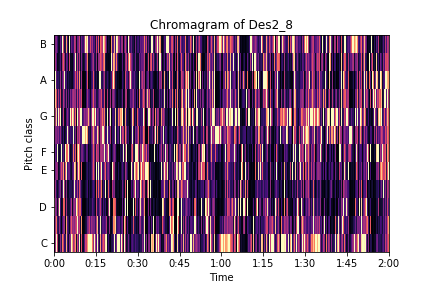 Chromagram of Des2_8
B
A
G
F
E
D
C
Pitch class
0:00 0:15 0:30 0:45 1:00 1:15 1:30 1:45 2:00
Time